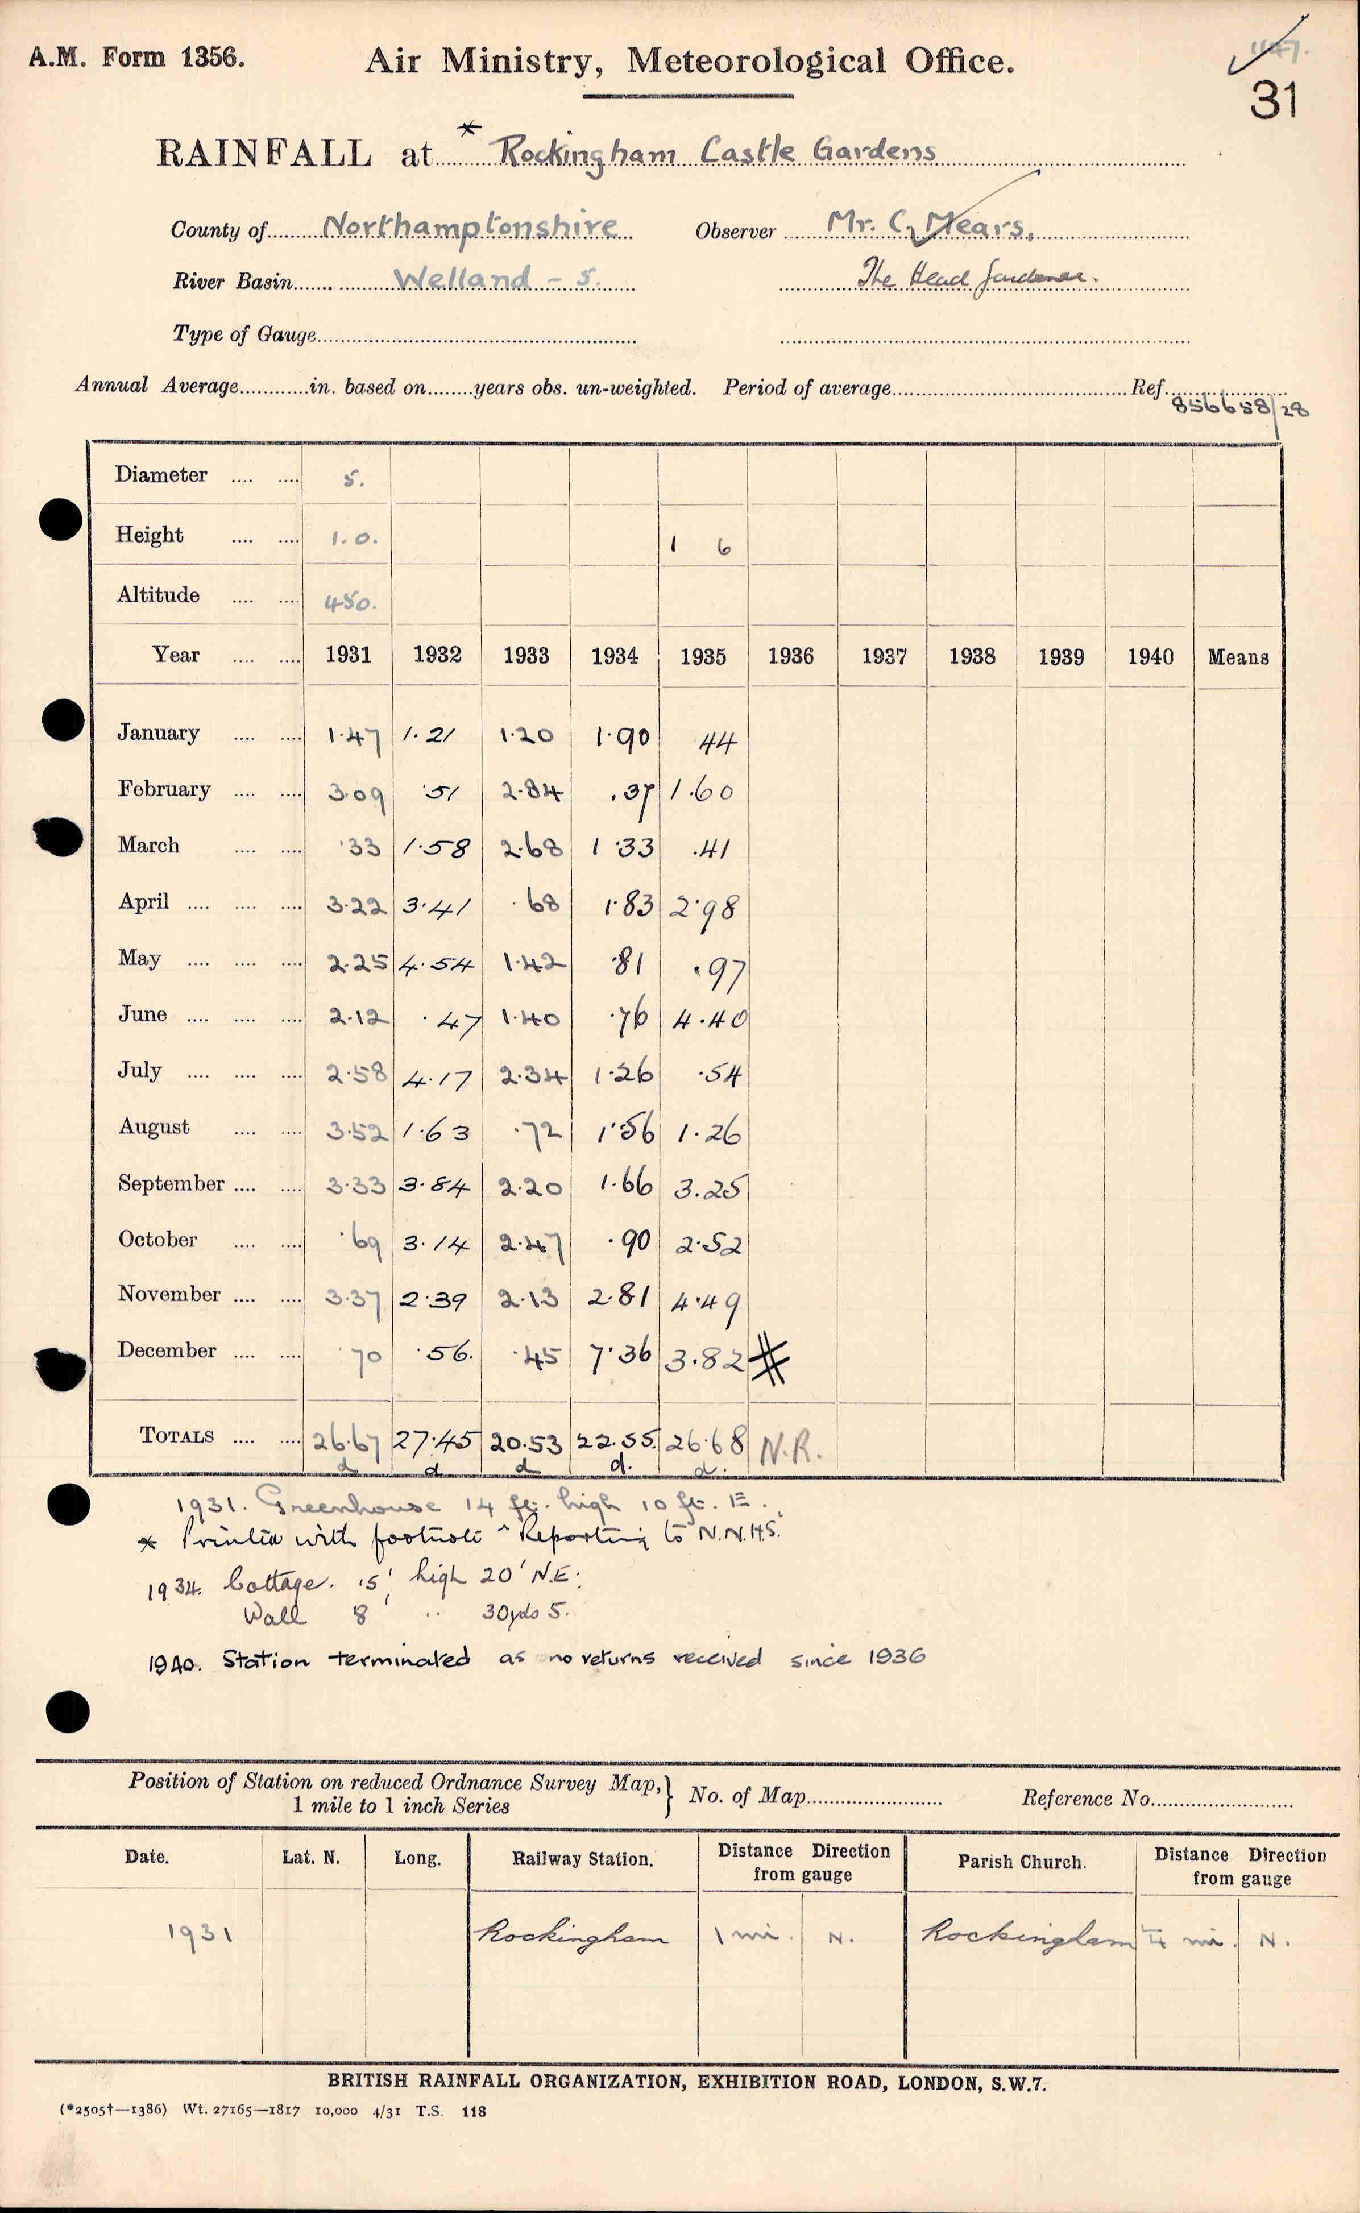 A.M. Form 1356.
Air Ministry, Meteorological Office.
31
RAINFALL at * Rockingham Castle Gardens
County of Northamptonshire Observer Mr. C. Mears.
River Basin Welland - 5. The Head Gardener.
Type of Gauge
Annual Average in. based on years obs. un-weighted. Period of average Ref. 856658/28
Diameter 5.
Height 1.0. 1 6
Altitude 450.
Year 1931 1932 1933 1934 1935 1936 1937 1938 1939 1940 Means
January 1.47 1.21 1.20 1.90 44
February 3.09 .51 2.84 .37 1.60
March .33 1.58 2.68 1.33 .41
April 3.22 3.41 .68 1.83 2.98
May 2.25 4.54 1.42 .81 .97
June 2.12 .47 1.40 .76 4.40
July 2.58 4.17 2.34 1.26 .54
August 3.52 1.63 .72 1.56 1.26
September 3.33 3.84 2.20 1.66 3.25
October .69 3.14 2.47 .90 2.52
November 3.37 2.39 2.13 2.81 4.49
December .70 .56. .45 7.36 3.82 #
TOTALS 26.67 27.45 20.53 22.55. 26.68 N.R.
d d d d. d.
1931. Greenhouse 14 ft. high 10 ft. E.
* Printed with footnote "Reporting to N.N.H.S."
1934. Cottage. 15' high 20' N.E.
Wall 8' .. 30yds S.
1940. Station terminated as no returns received since 1936
Position of Station on reduced Ordnance Survey Map, } No. of Map Reference No.
1 mile to 1 inch Series
Date. Lat. N. Long. Railway Station. Distance Direction from gauge Parish Church. Distance Direction from gauge
1931 Rockingham 1 mi. N. Rockingham ¼ mi. N.
BRITISH RAINFALL ORGANIZATION, EXHIBITION ROAD, LONDON, S.W.7.
(*2505†—1386) Wt. 27165—1817 10,000 4/31 T.S. 118